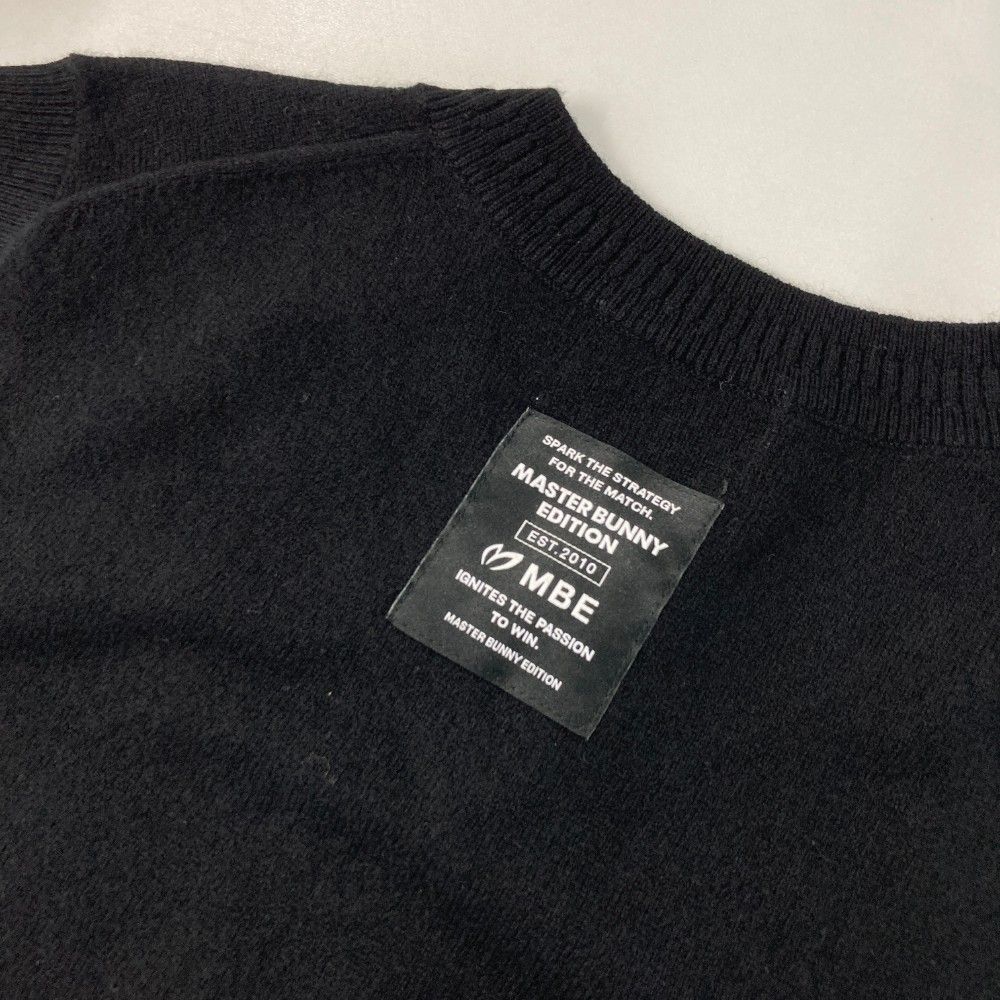 SPARK THE STRATEGY
FOR THE MATCH.
MASTER BUNNY
EDITION
EST.2010
MBE
IGNITES THE PASSION
TO WIN.
MASTER BUNNY EDITION